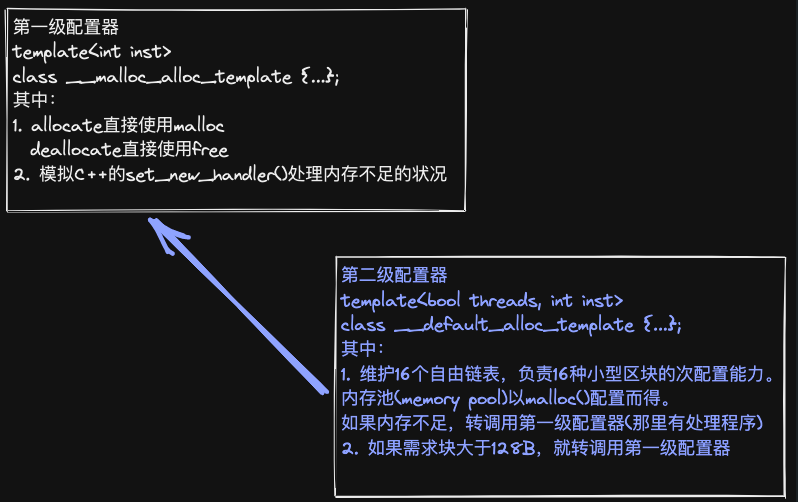 第一级配置器
template<int inst>
class __malloc_alloc_template {...};
其中：
1. allocate直接使用malloc
deallocate直接使用free
2. 模拟C++的set_new_handler()处理内存不足的状况
第二级配置器
template<bool threads, int inst>
class __default_alloc_template {...};
其中：
1. 维护16个自由链表，负责16种小型区块的次配置能力。
内存池(memory pool)以malloc()配置而得。
如果内存不足，转调用第一级配置器(那里有处理程序)
2. 如果需求块大于128B，就转调用第一级配置器